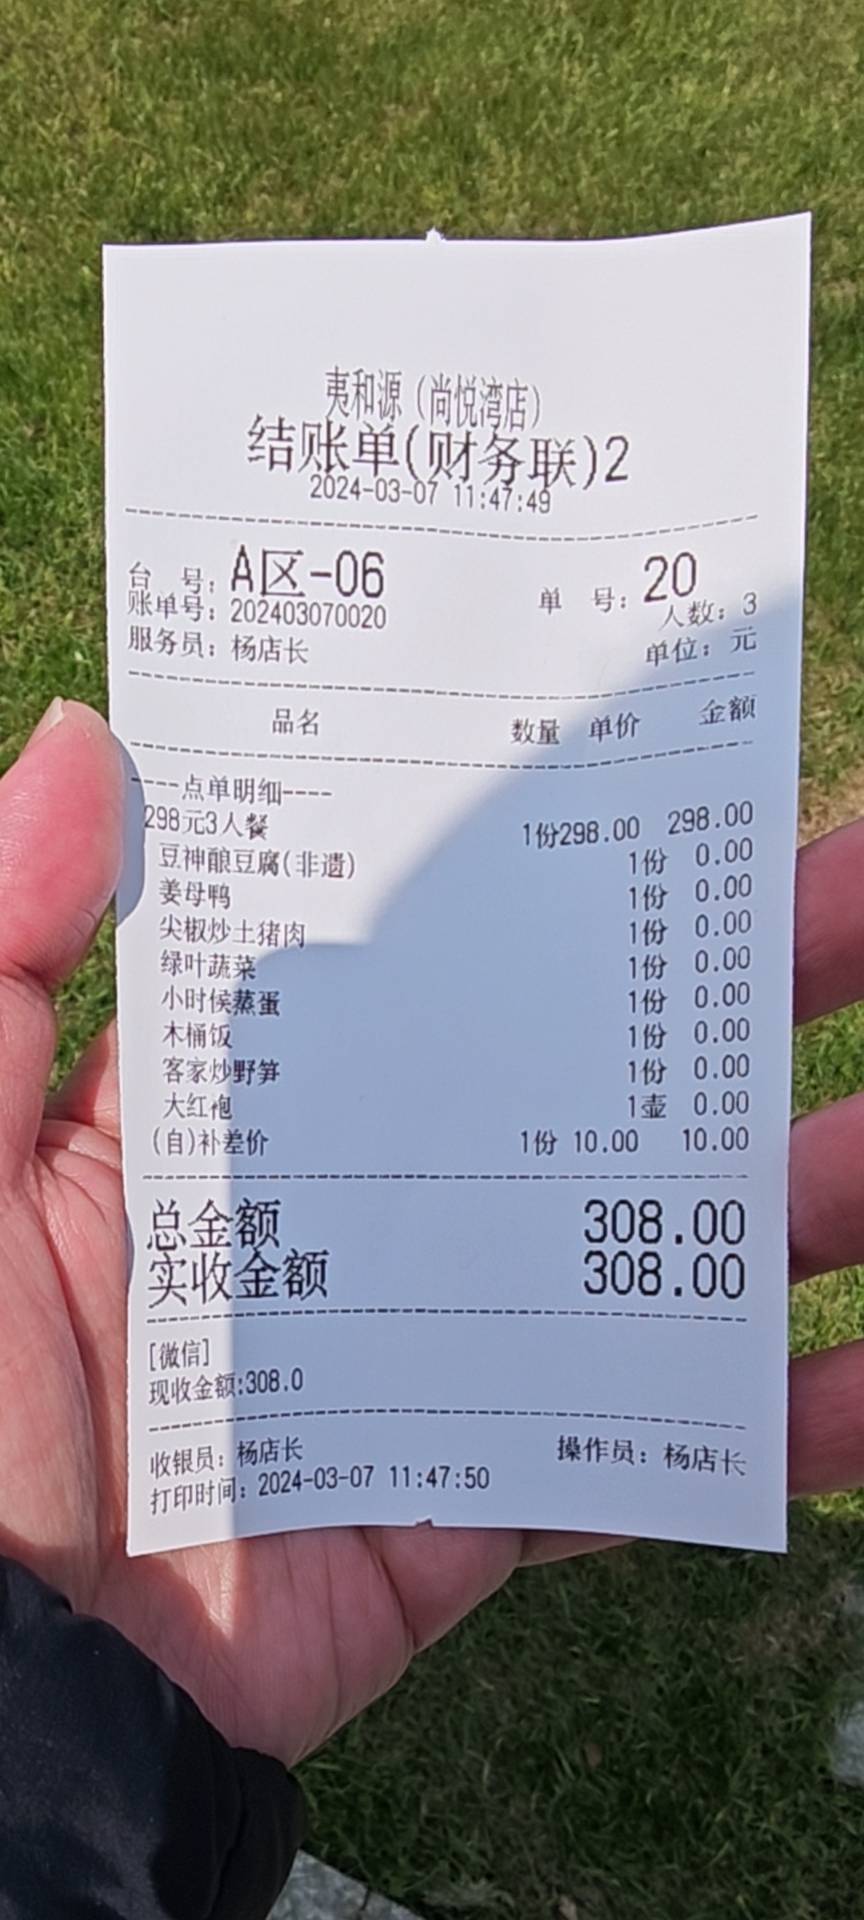 夷和源（尚悦湾店）
结账单(财务联)2
2024-03-07 11:47:49
台 号: A区-06 单 号: 20
账单号: 202403070020 人数: 3
服务员: 杨店长 单位: 元
品名 数量 单价 金额
----点单明细----
298元3人餐 1份298.00 298.00
豆神酿豆腐(非遗) 1份 0.00
姜母鸭 1份 0.00
尖椒炒土猪肉 1份 0.00
绿叶蔬菜 1份 0.00
小时候蒸蛋 1份 0.00
木桶饭 1份 0.00
客家炒野笋 1份 0.00
大红袍 1壶 0.00
(自)补差价 1份 10.00 10.00
总金额 308.00
实收金额 308.00
[微信]
现收金额:308.0
收银员: 杨店长 操作员: 杨店长
打印时间: 2024-03-07 11:47:50